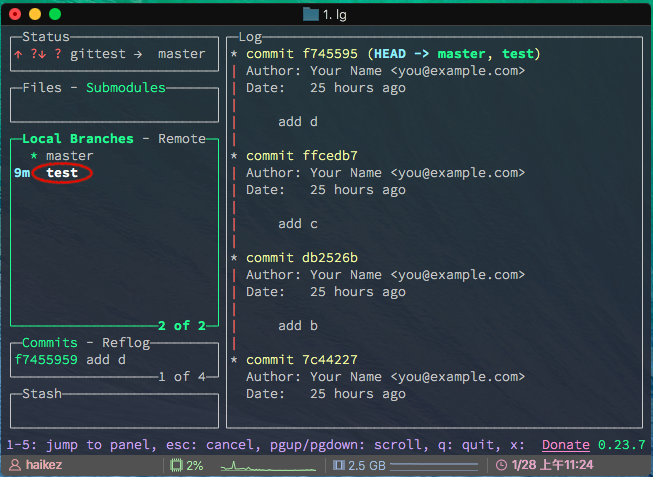 1. lg
Status
↑ ?↓ ? gittest → master
Files - Submodules
Local Branches - Remote
* master
9m test
2 of 2
Commits - Reflog
f7455959 add d
1 of 4
Stash
Log
* commit f745595 (HEAD -> master, test)
| Author: Your Name <you@example.com>
| Date:   25 hours ago
|
|     add d
|
* commit ffcedb7
| Author: Your Name <you@example.com>
| Date:   25 hours ago
|
|     add c
|
* commit db2526b
| Author: Your Name <you@example.com>
| Date:   25 hours ago
|
|     add b
|
* commit 7c44227
Author: Your Name <you@example.com>
Date:   25 hours ago
1-5: jump to panel, esc: cancel, pgup/pgdown: scroll, q: quit, x: Donate 0.23.7
haikez 2% 2.5 GB 1/28 上午11:24